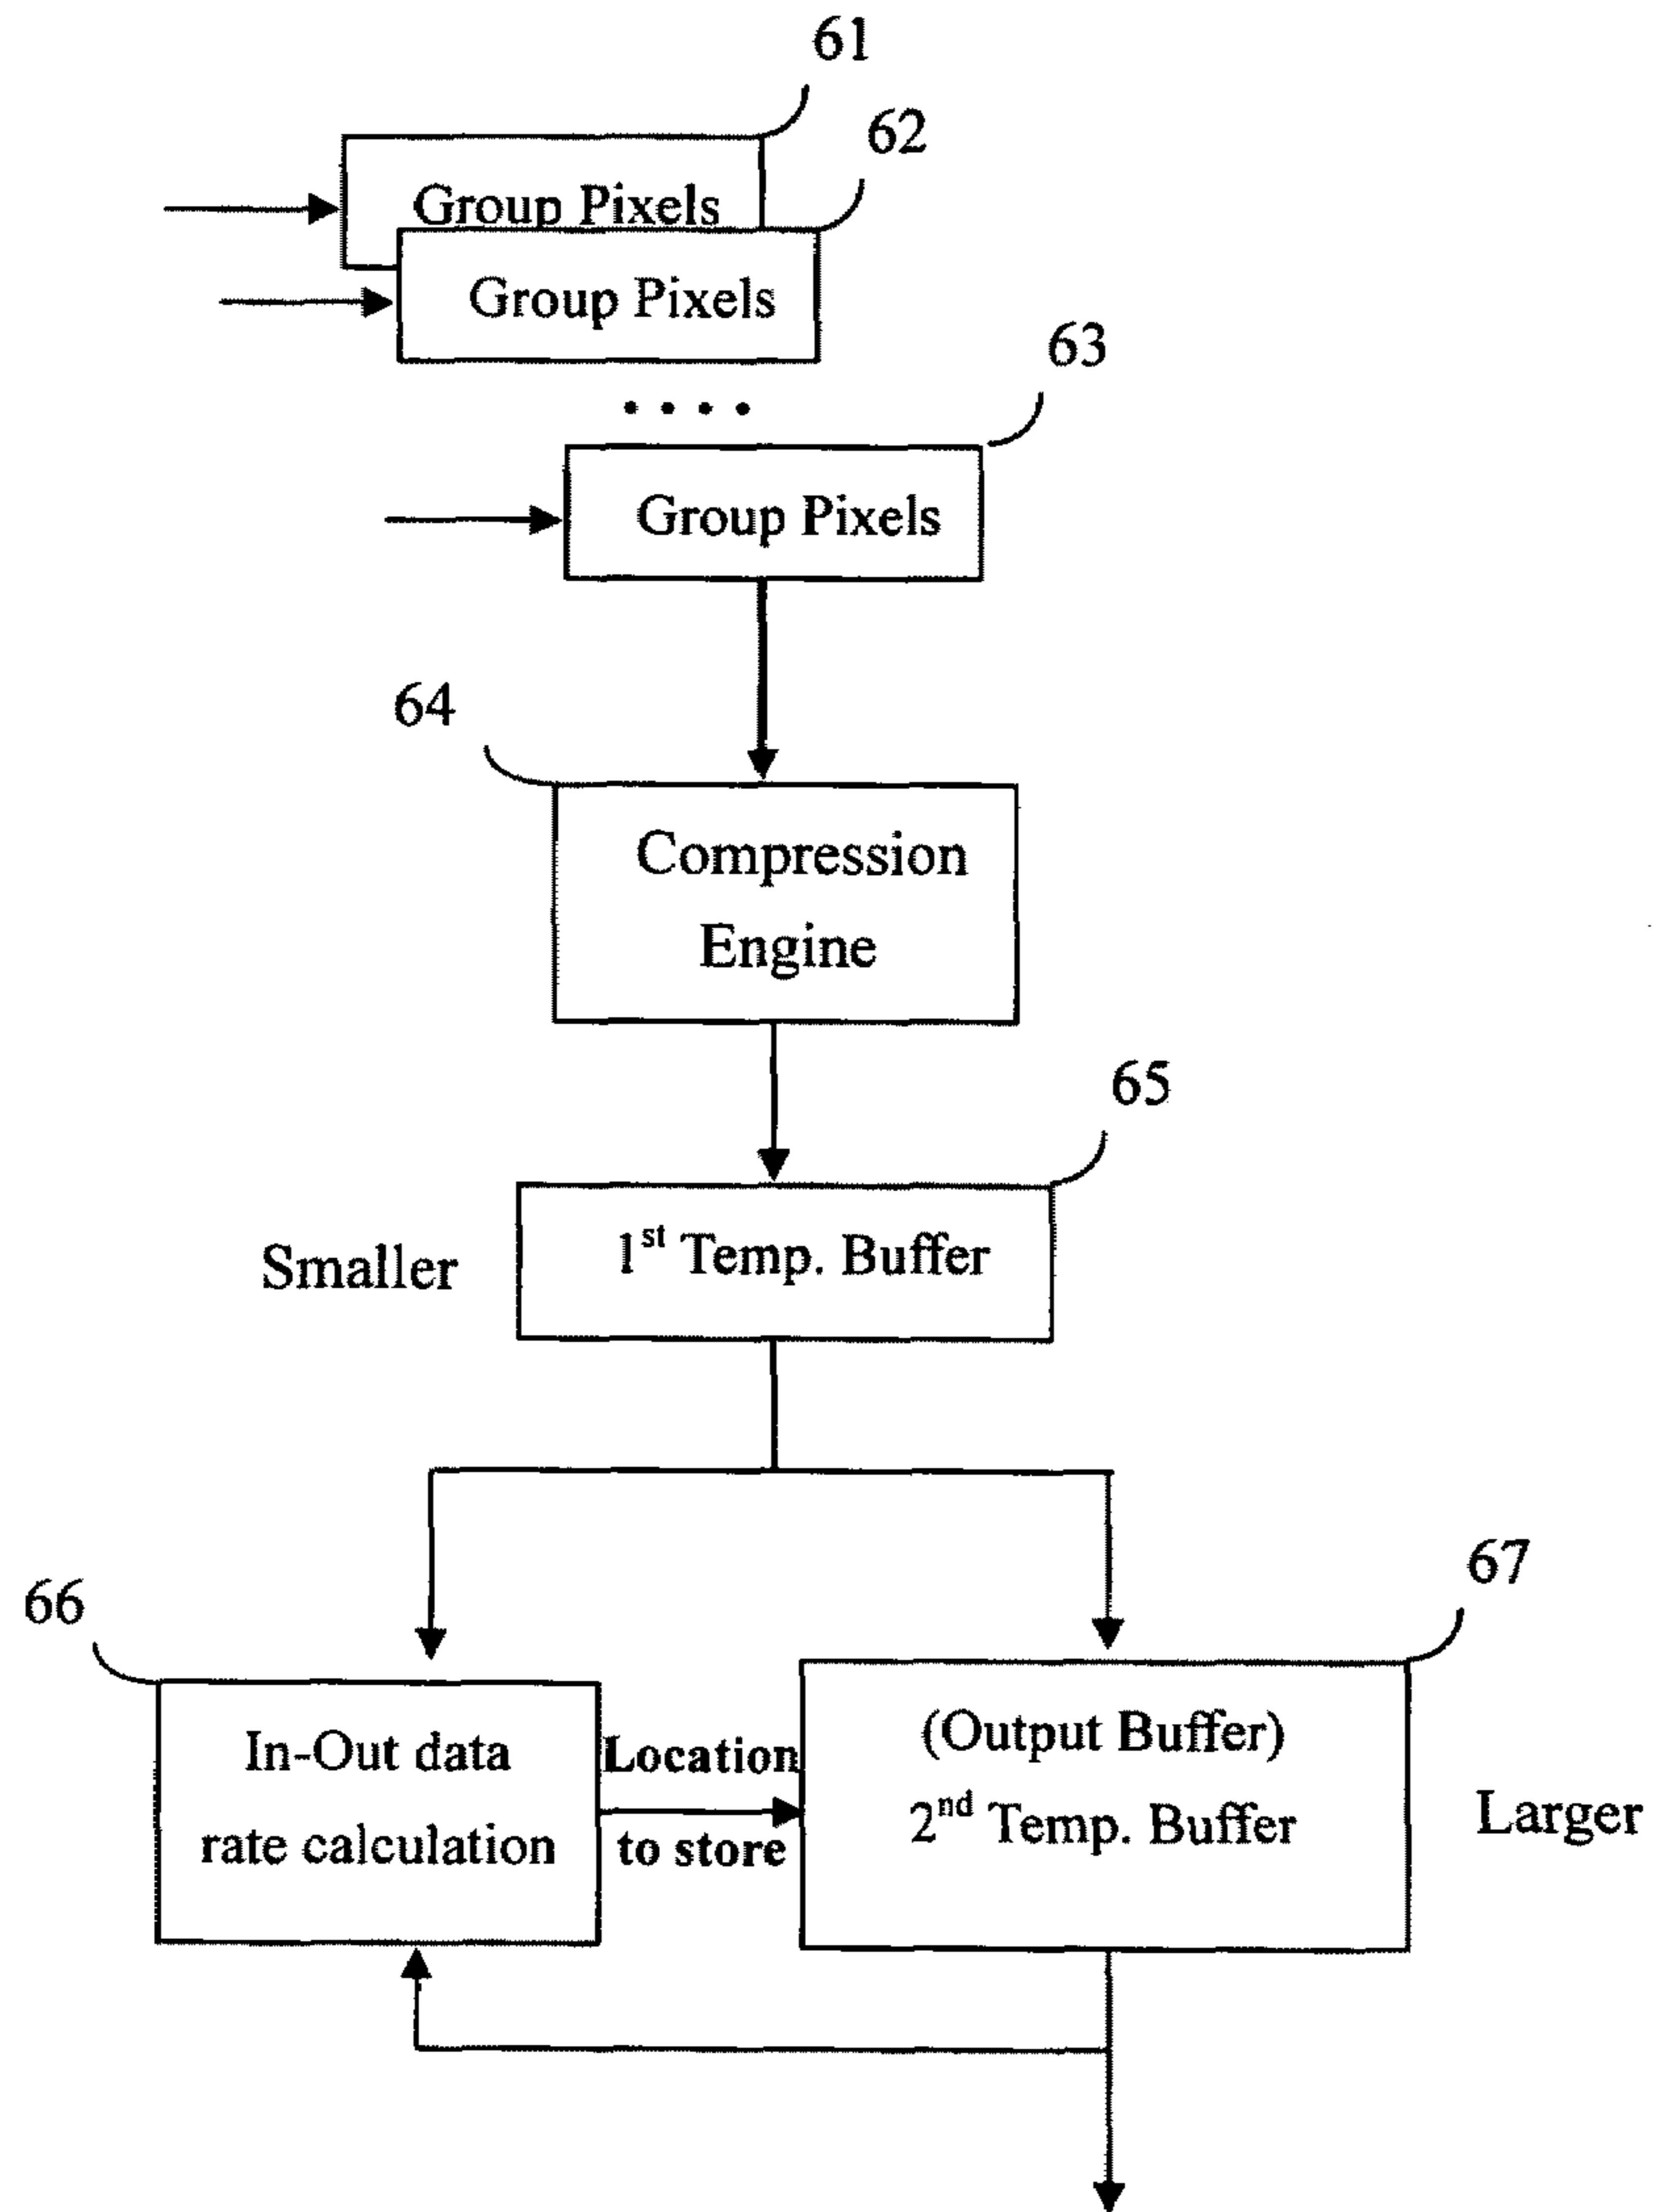 61
62
Group Pixels
Group Pixels
63
. . . .
Group Pixels
64
Compression
Engine
65
Smaller
1st Temp. Buffer
66
67
In-Out data
rate calculation
Location
to store
(Output Buffer)
2nd Temp. Buffer
Larger